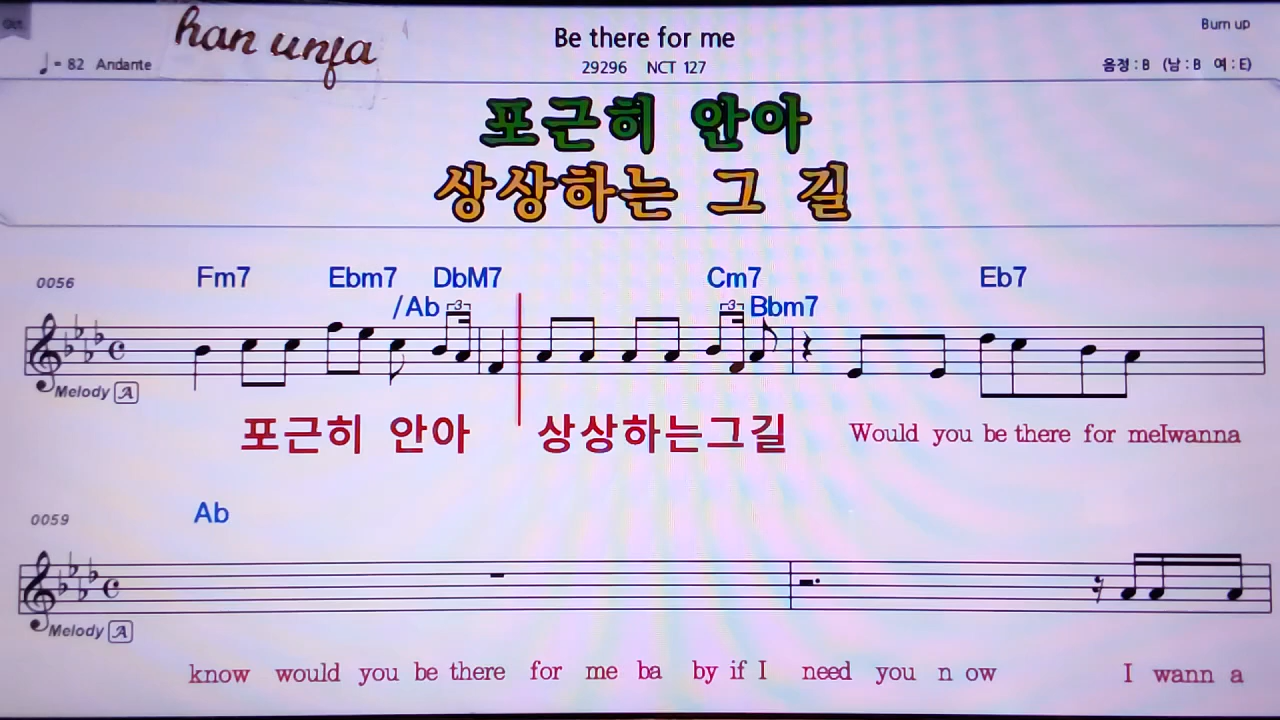 han unfa
Be there for me
Burn up
= 82 Andante
29296 NCT 127
음정 : B (남 : B 여 : E)
포근히 안아
상상하는 그 길
0056
Fm7 Ebm7 DbM7 Cm7 Eb7
/Ab 3 3 Bbm7
Melody A
포근히 안아 상상하는그길 Would you be there for meIwanna
0059
Ab
Melody A
know would you be there for me ba by if I need you n ow I wann a